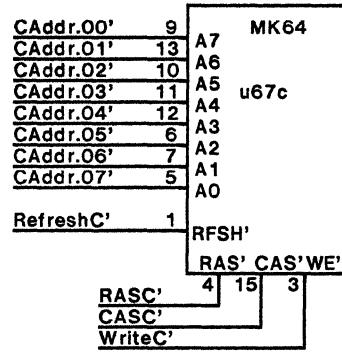 CAddr.00' 9 A7 MK64
CAddr.01' 13 A6
CAddr.02' 10 A5 u67c
CAddr.03' 11 A4
CAddr.04' 12 A3
CAddr.05' 6 A2
CAddr.06' 7 A1
CAddr.07' 5 A0
RefreshC' 1 RFSH'
RAS' CAS' WE'
4 15 3
RASC'
CASC'
WriteC'